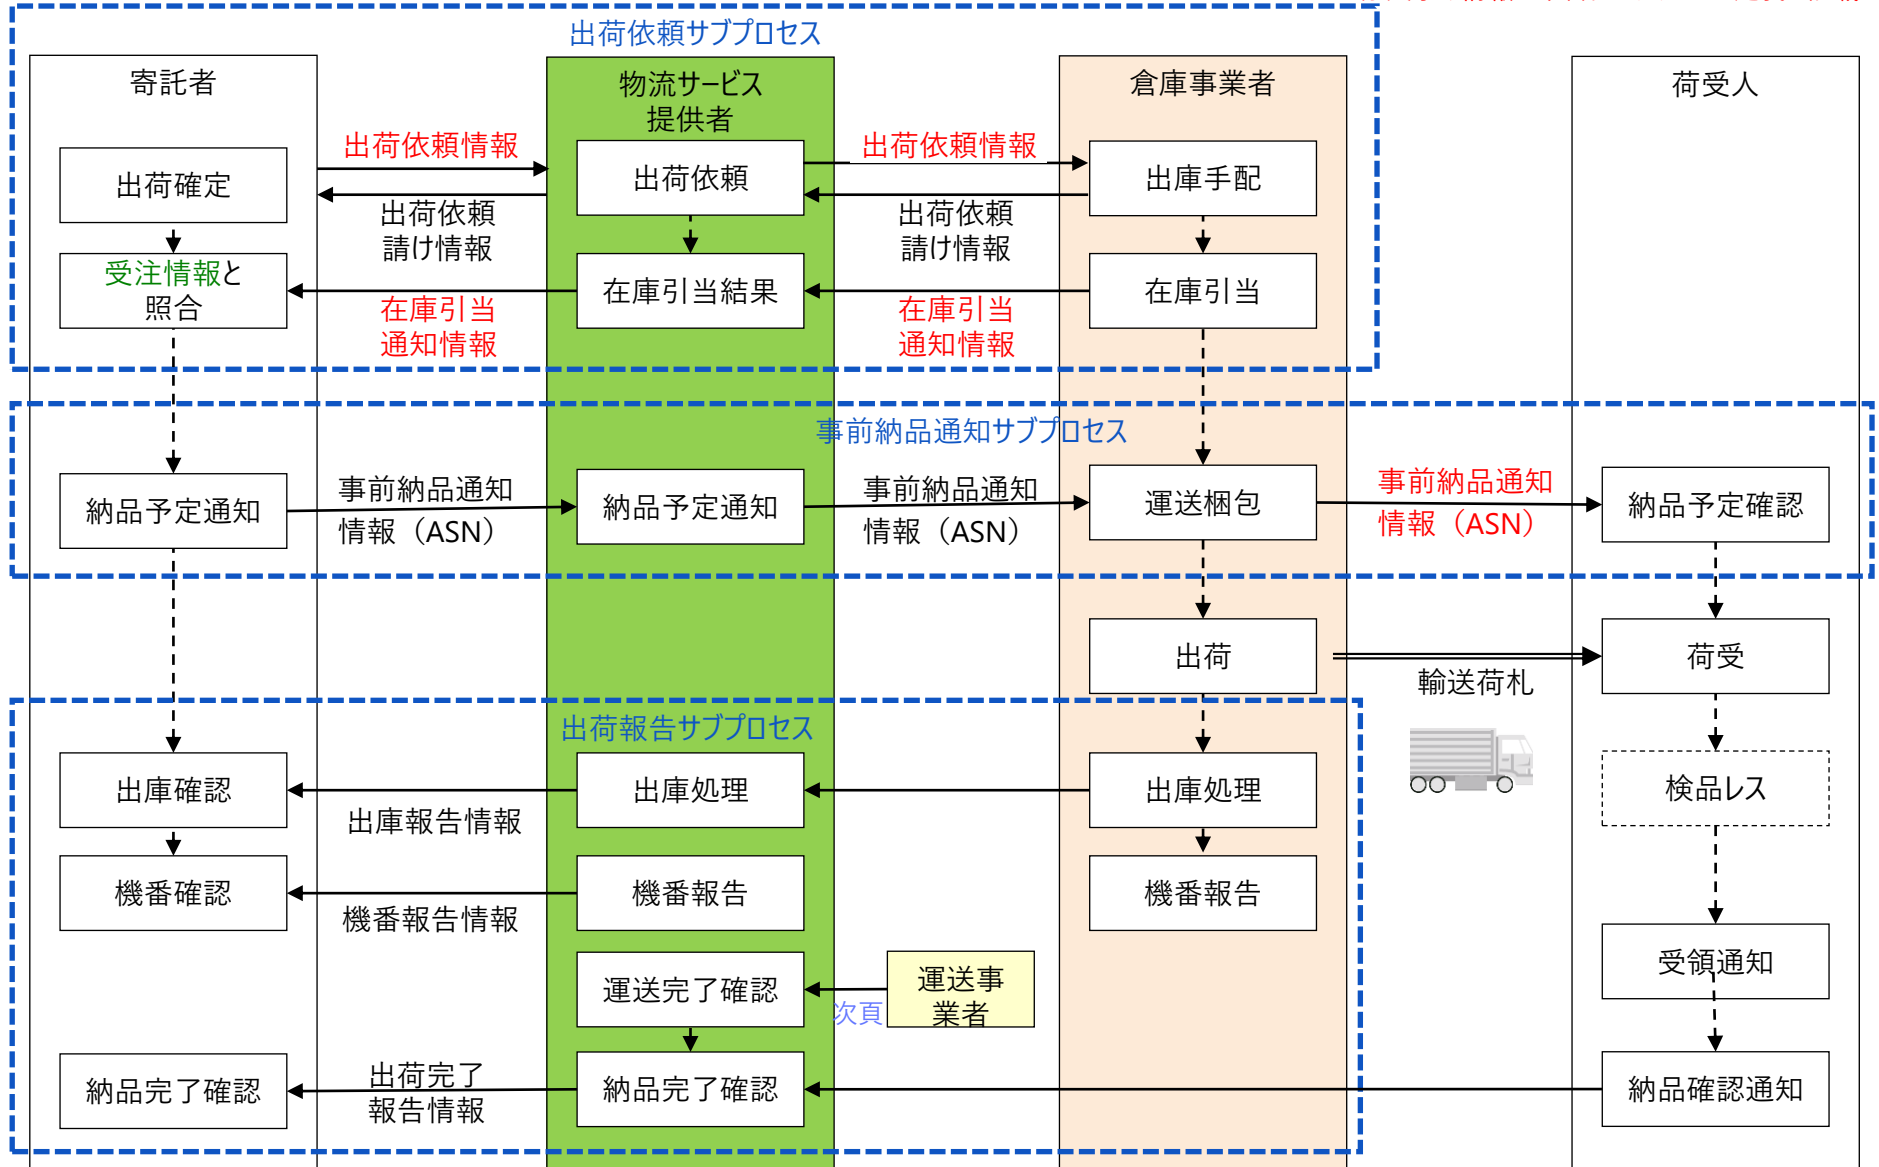 出荷依頼サブプロセス
寄託者
物流サービス
提供者
倉庫事業者
荷受人
出荷依頼情報
出荷依頼情報
出荷確定
出荷依頼
出庫手配
出荷依頼
請け情報
出荷依頼
請け情報
受注情報と
照合
在庫引当結果
在庫引当
在庫引当
通知情報
在庫引当
通知情報
事前納品通知サブプロセス
納品予定通知
事前納品通知
情報（ASN）
納品予定通知
事前納品通知
情報（ASN）
運送梱包
事前納品通知
情報（ASN）
納品予定確認
出荷
荷受
輸送荷札
出荷報告サブプロセス
出庫確認
出庫処理
出庫処理
検品レス
出庫報告情報
機番確認
機番報告
機番報告
機番報告情報
運送完了確認
次頁
運送事
業者
受領通知
納品完了確認
出荷完了
報告情報
納品完了確認
納品確認通知